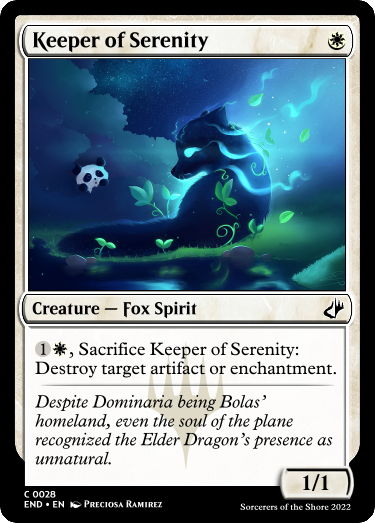 Keeper of Serenity
Creature — Fox Spirit
1, Sacrifice Keeper of Serenity:
Destroy target artifact or enchantment.
Despite Dominaria being Bolas’
homeland, even the soul of the plane
recognized the Elder Dragon’s presence as
unnatural.
1/1
C 0028
END • EN Preciosa Ramirez
Sorcerers of the Shore 2022